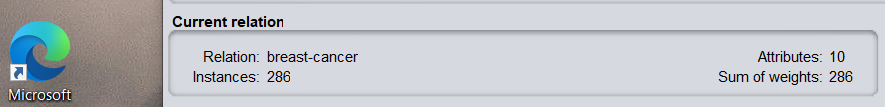 Current relation
Relation: breast-cancer Attributes: 10
Instances: 286 Sum of weights: 286
Microsoft